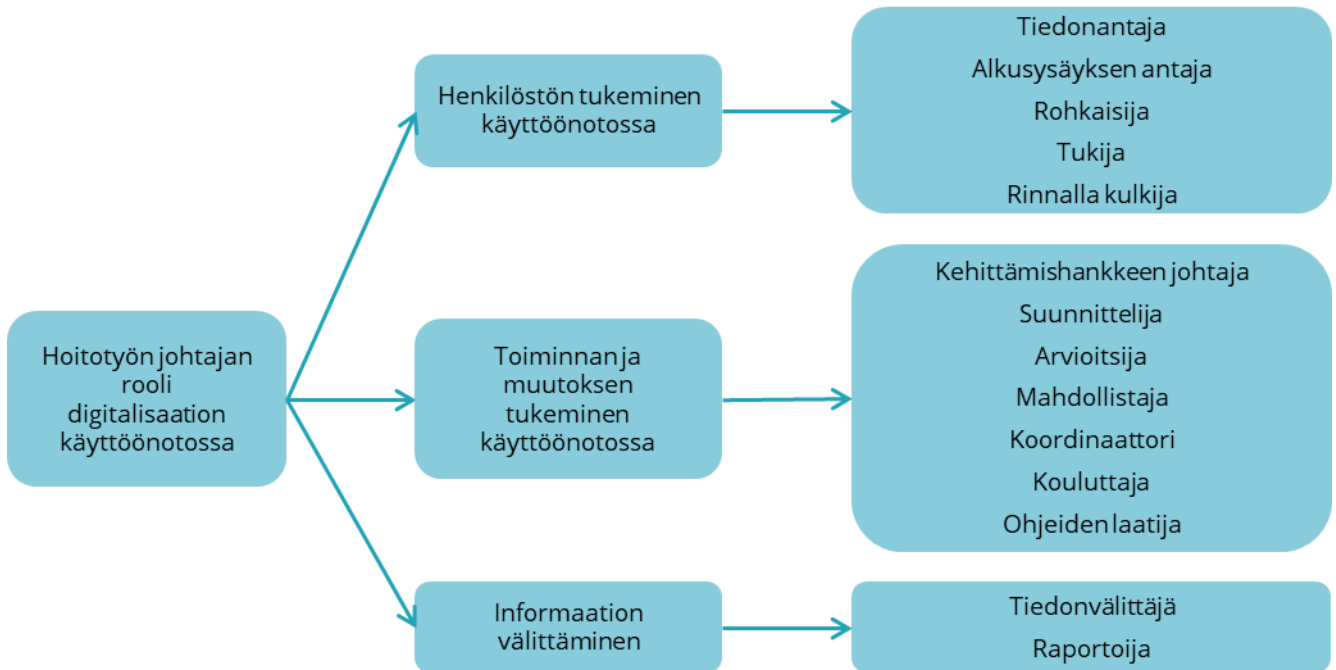 Hoitotyön johtajan
rooli
digitalisaation
käyttöönotossa
Henkilöstön tukeminen
käyttöönotossa
Tiedonantaja
Alkusysäyksen antaja
Rohkaisija
Tukija
Rinnalla kulkija
Toiminnan ja
muutoksen
tukeminen
käyttöönotossa
Kehittämishankkeen johtaja
Suunnittelija
Arvioitsija
Mahdollistaja
Koordinaattori
Kouluttaja
Ohjeiden laatija
Informaation
välittäminen
Tiedonvälittäjä
Raportoija